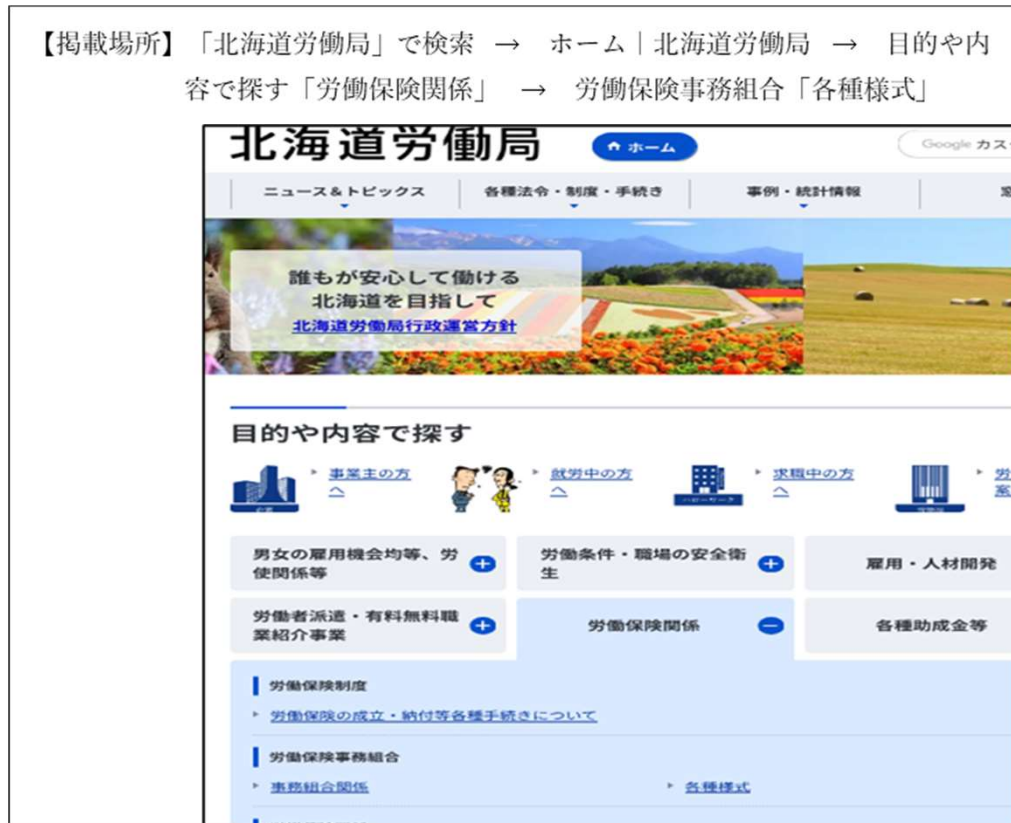 【掲載場所】「北海道労働局」で検索 → ホーム｜北海道労働局 → 目的や内
容で探す「労働保険関係」 → 労働保険事務組合「各種様式」
北海道労働局
ホーム
Google カス
ニュース＆トピックス
各種法令・制度・手続き
事例・統計情報
誰もが安心して働ける
北海道を目指して
北海道労働局行政運営方針
目的や内容で探す
事業主の方
へ
就労中の方
へ
ハローワーク
求職中の方
へ
男女の雇用機会均等、労
使関係等
労働条件・職場の安全衛
生
雇用・人材開発
労働者派遣・有料無料職
業紹介事業
労働保険関係
各種助成金等
労働保険制度
労働保険の成立・納付等各種手続きについて
労働保険事務組合
事務組合関係
各種様式